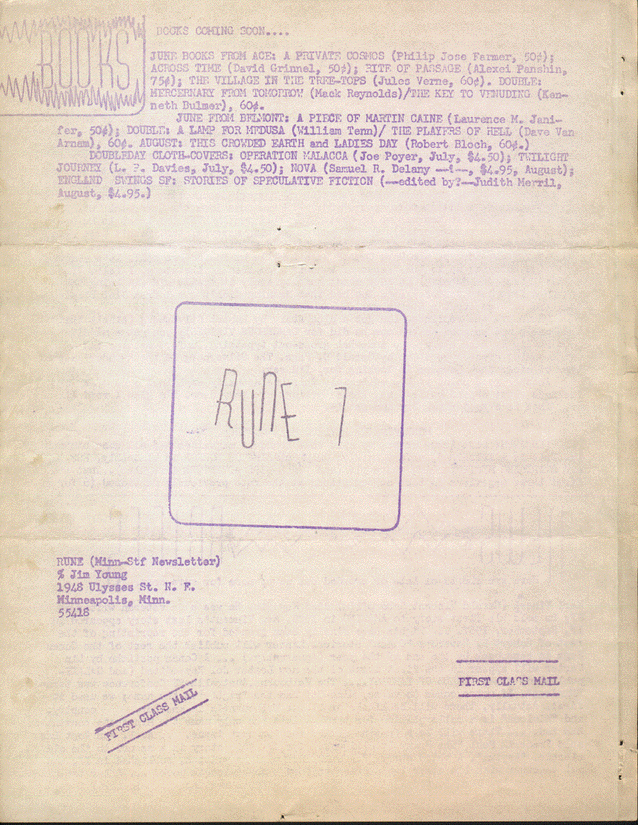 BOOKS
BOOKS COMING SOON....
JUNE BOOKS FROM ACE: A PRIVATE COSMOS (Philip Jose Farmer, 50¢);
ACROSS TIME (David Grinnel, 50¢); RITE OF PASSAGE (Alexei Panshin,
75¢); THE VILLAGE IN THE TREE-TOPS (Jules Verne, 60¢). DOUBLE:
MERCERNARY FROM TOMORROW (Mack Reynolds)/THE KEY TO VENUDING (Ken-
neth Bulmer), 60¢.
JUNE FROM BELMONT: A PIECE OF MARTIN CAINE (Laurence M. Jani-
fer, 50¢); DOUBLE: A LAMP FOR MEDUSA (William Tenn)/ THE PLAYERS OF HELL (Dave Van
Arnam), 60¢. AUGUST: THIS CROWDED EARTH and LADIES DAY (Robert Bloch, 60¢.)
DOUBLEDAY CLOTH-COVERS: OPERATION MALACCA (Joe Poyer, July, $4.50); TWILIGHT
JOURNEY (L. P. Davies, July, $4.50); NOVA (Samuel R. Delany --!--, $4.95, August);
ENGLAND SWINGS SF: STORIES OF SPECULATIVE FICTION (--edited by?--Judith Merril,
August, $4.95.)
RUNE 7
RUNE (Minn-Stf Newsletter)
% Jim Young
1948 Ulysses St. N. E.
Minneapolis, Minn.
55418
FIRST CLASS MAIL
FIRST CLASS MAIL